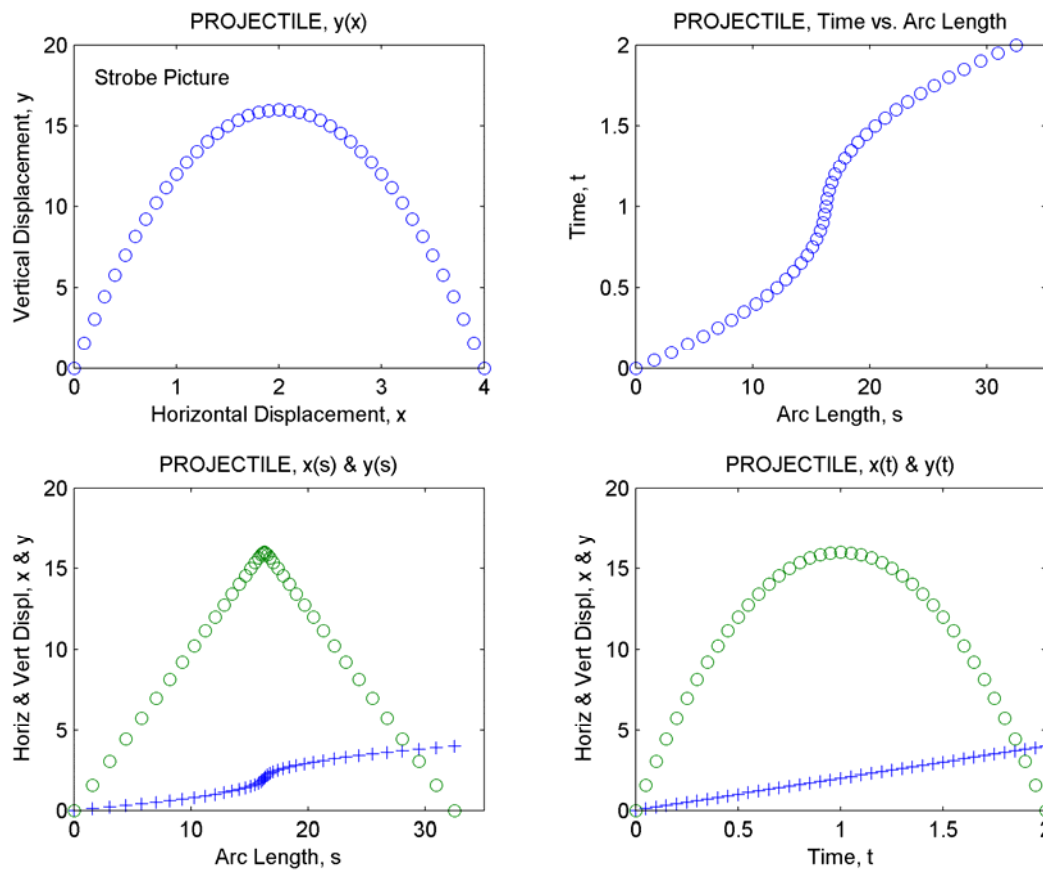 PROJECTILE, y(x)
20
15
10
5
0
Strobe Picture
Vertical Displacement, y
0 1 2 3 4
Horizontal Displacement, x
PROJECTILE, Time vs. Arc Length
2
1.5
1
0.5
0
Time, t
0 10 20 30
Arc Length, s
PROJECTILE, x(s) & y(s)
20
15
10
5
0
Horiz & Vert Displ, x & y
0 10 20 30
Arc Length, s
PROJECTILE, x(t) & y(t)
20
15
10
5
0
Horiz & Vert Displ, x & y
0 0.5 1 1.5 2
Time, t